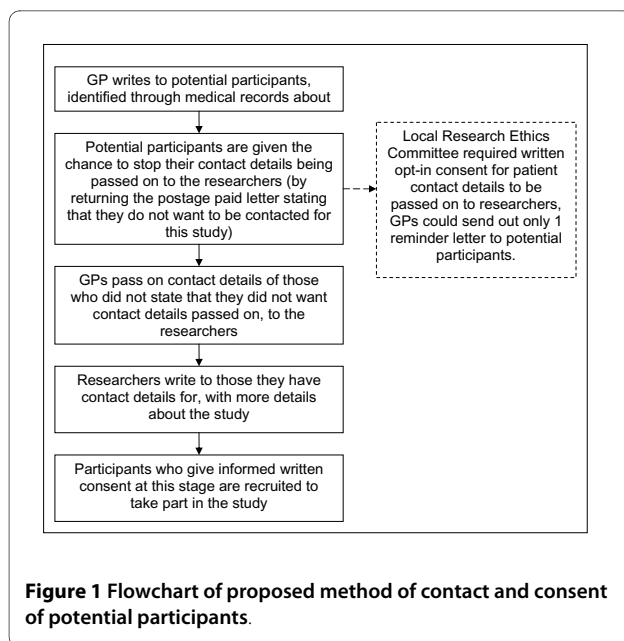 GP writes to potential participants,
identified through medical records about
Potential participants are given the
chance to stop their contact details being
passed on to the researchers (by
returning the postage paid letter stating
that they do not want to be contacted for
this study)
Local Research Ethics
Committee required written
opt-in consent for patient
contact details to be
passed on to researchers,
GPs could send out only 1
reminder letter to potential
participants.
GPs pass on contact details of those
who did not state that they did not want
contact details passed on, to the
researchers
Researchers write to those they have
contact details for, with more details
about the study
Participants who give informed written
consent at this stage are recruited to
take part in the study
Figure 1 Flowchart of proposed method of contact and consent
of potential participants.